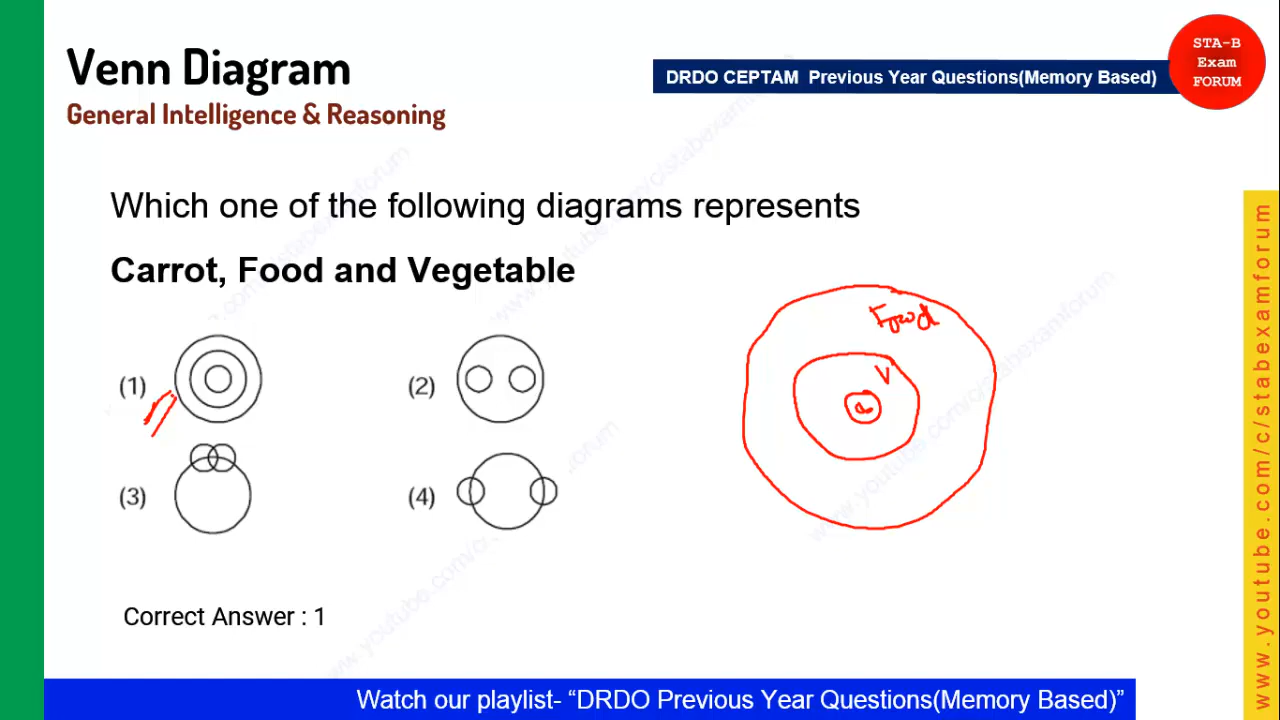 Venn Diagram
General Intelligence & Reasoning
DRDO CEPTAM Previous Year Questions(Memory Based)
STA-B
Exam
FORUM
Which one of the following diagrams represents
Carrot, Food and Vegetable
(1)
(2)
(3)
(4)
Food
V
c
Correct Answer : 1
Watch our playlist- “DRDO Previous Year Questions(Memory Based)”
www.youtube.com/c/stabexamforum